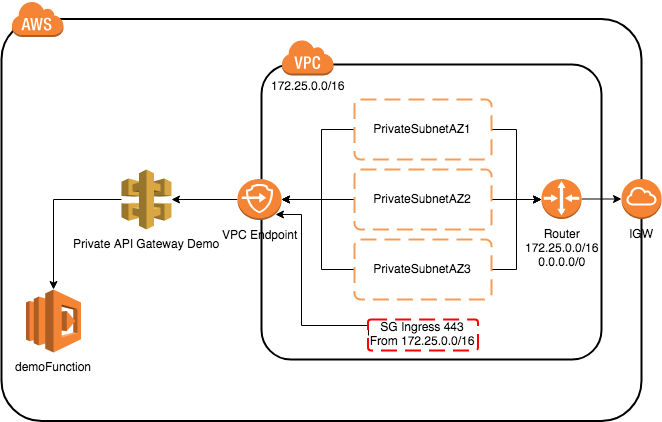 AWS
VPC
172.25.0.0/16
PrivateSubnetAZ1
PrivateSubnetAZ2
PrivateSubnetAZ3
Private API Gateway Demo
VPC Endpoint
Router
172.25.0.0/16
0.0.0.0/0
IGW
SG Ingress 443
From 172.25.0.0/16
demoFunction